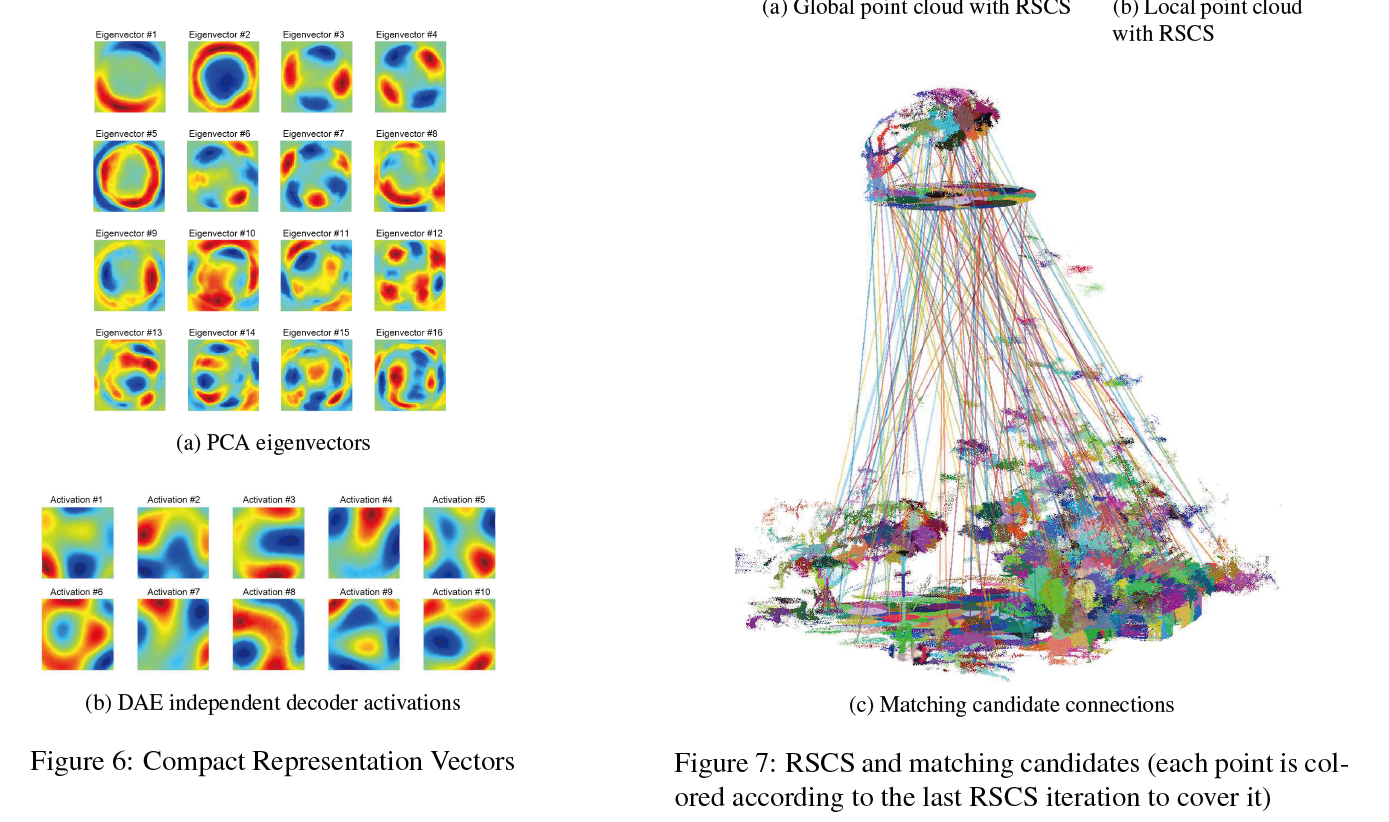 Eigenvector #1 Eigenvector #2 Eigenvector #3 Eigenvector #4
Eigenvector #5 Eigenvector #6 Eigenvector #7 Eigenvector #8
Eigenvector #9 Eigenvector #10 Eigenvector #11 Eigenvector #12
Eigenvector #13 Eigenvector #14 Eigenvector #15 Eigenvector #16
(a) PCA eigenvectors
Activation #1 Activation #2 Activation #3 Activation #4 Activation #5
Activation #6 Activation #7 Activation #8 Activation #9 Activation #10
(b) DAE independent decoder activations
Figure 6: Compact Representation Vectors
(a) Global point cloud with RSCS
(b) Local point cloud
with RSCS
(c) Matching candidate connections
Figure 7: RSCS and matching candidates (each point is col-
ored according to the last RSCS iteration to cover it)